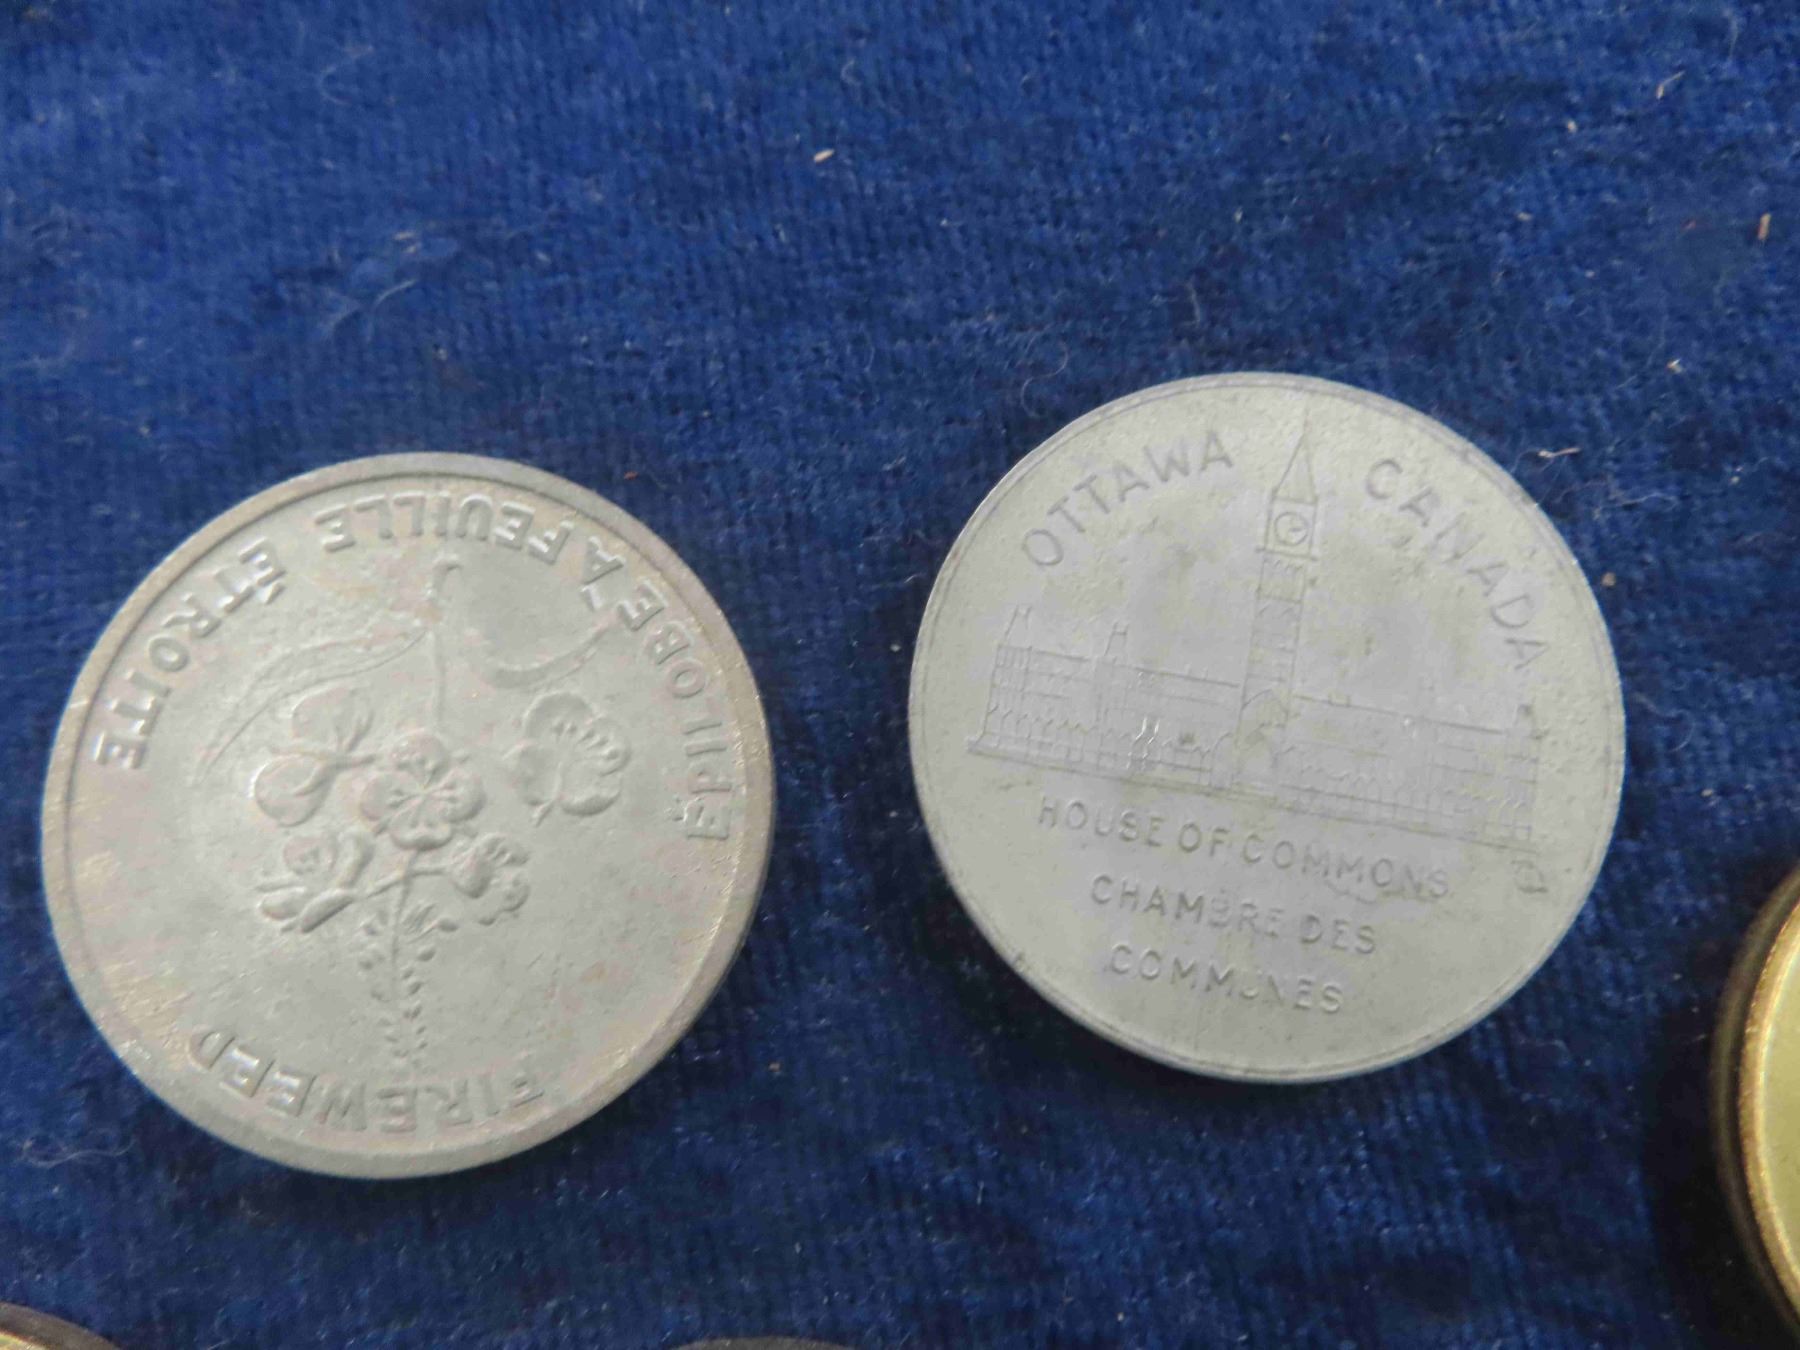 ÉPILOBE À FEUILLE ÉTROITE
FIREWEED
OTTAWA CANADA
HOUSE OF COMMONS
CHAMBRE DES
COMMUNES